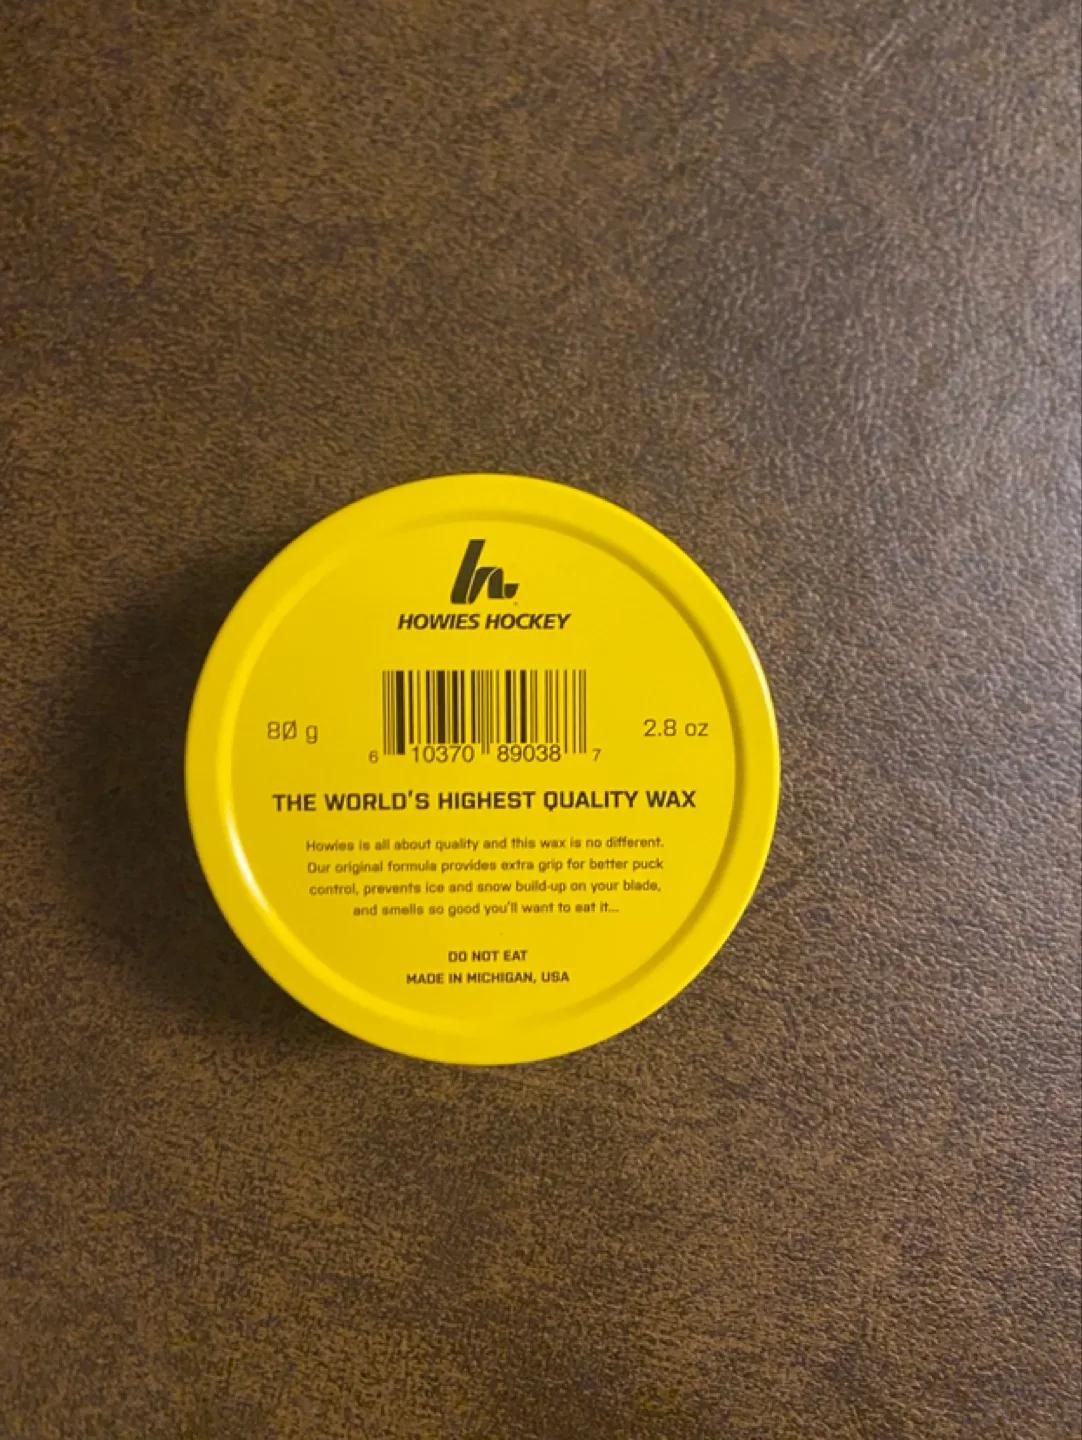 HOWIES HOCKEY
80 g
2.8 oz
6 10370 89038 7
THE WORLD'S HIGHEST QUALITY WAX
Howies is all about quality and this wax is no different.
Our original formula provides extra grip for better puck
control, prevents ice and snow build-up on your blade,
and smells so good you'll want to eat it...
DO NOT EAT
MADE IN MICHIGAN, USA